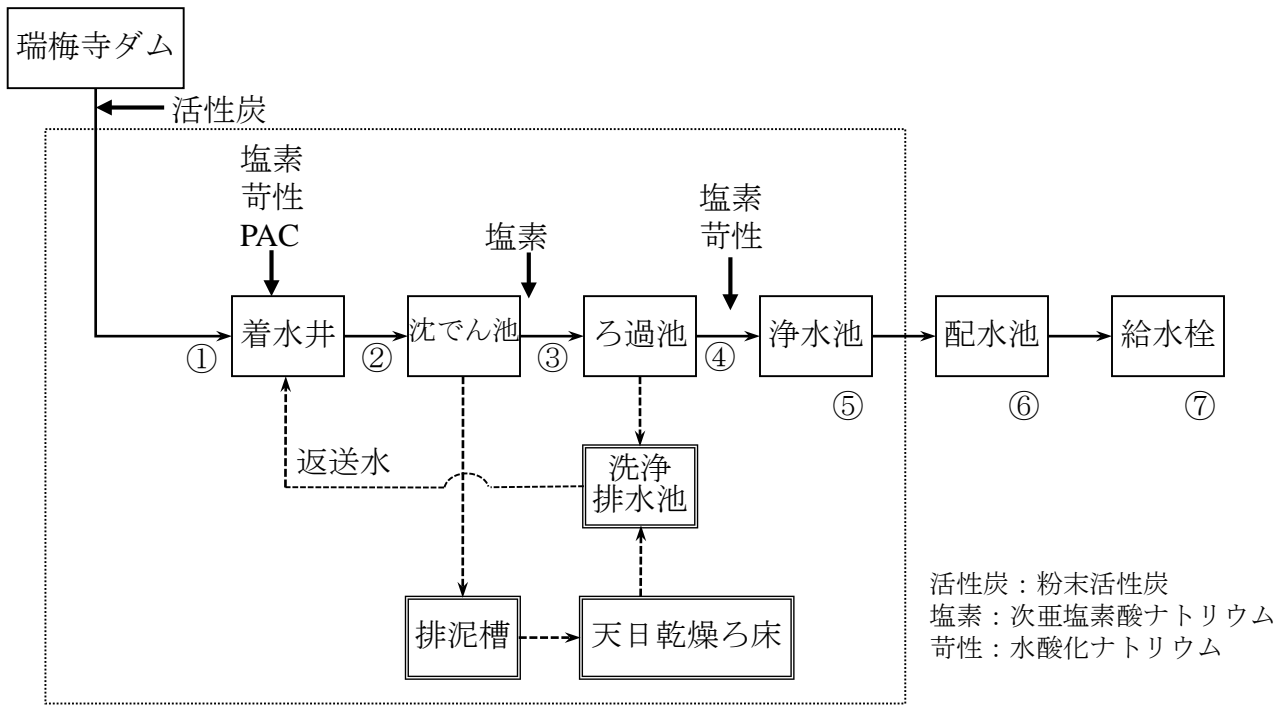 瑞梅寺ダム
活性炭
塩素
苛性
PAC
塩素
塩素
苛性
着水井
沈でん池
ろ過池
浄水池
配水池
給水栓
①
②
③
④
⑤
⑥
⑦
返送水
洗浄
排水池
排泥槽
天日乾燥ろ床
活性炭：粉末活性炭
塩素：次亜塩素酸ナトリウム
苛性：水酸化ナトリウム